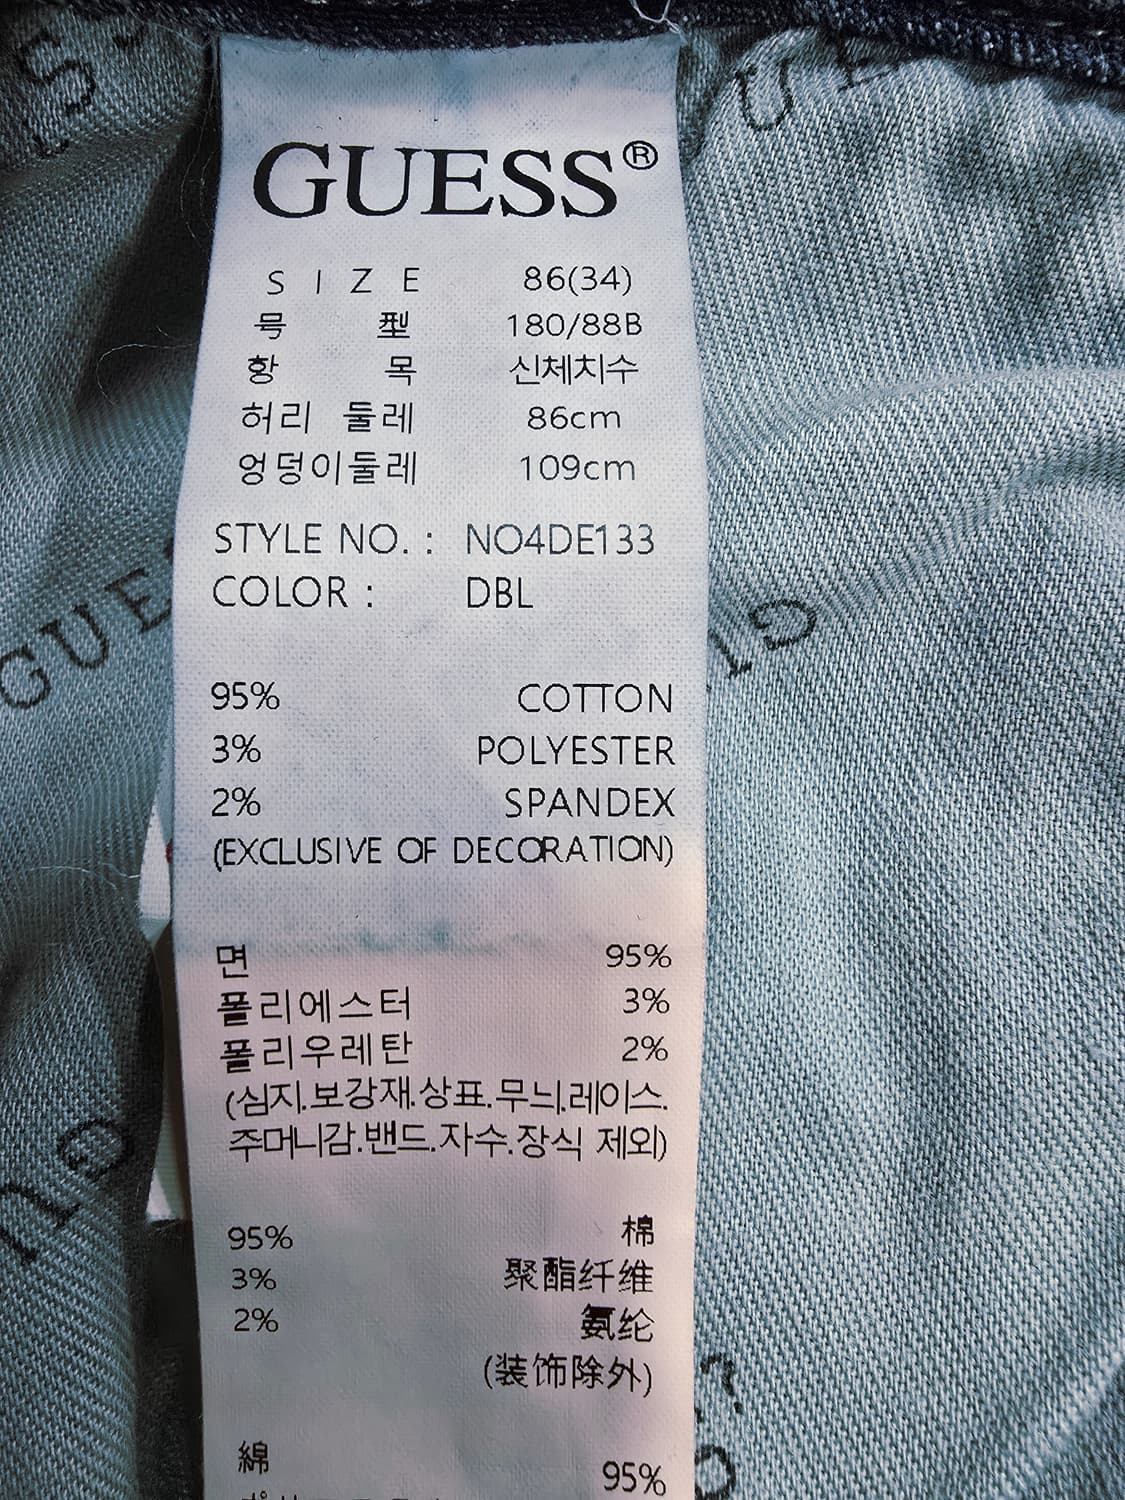 GUESS®
SIZE 86(34)
号 型 180/88B
항 목 신체치수
허리 둘레 86cm
엉덩이둘레 109cm
STYLE NO. : NO4DE133
COLOR : DBL
95% COTTON
3% POLYESTER
2% SPANDEX
(EXCLUSIVE OF DECORATION)
면 95%
폴리에스터 3%
폴리우레탄 2%
(심지.보강재.상표.무늬.레이스.
주머니감.밴드.자수.장식 제외)
95% 棉
3% 聚酯纤维
2% 氨纶
(装饰除外)
綿 95%